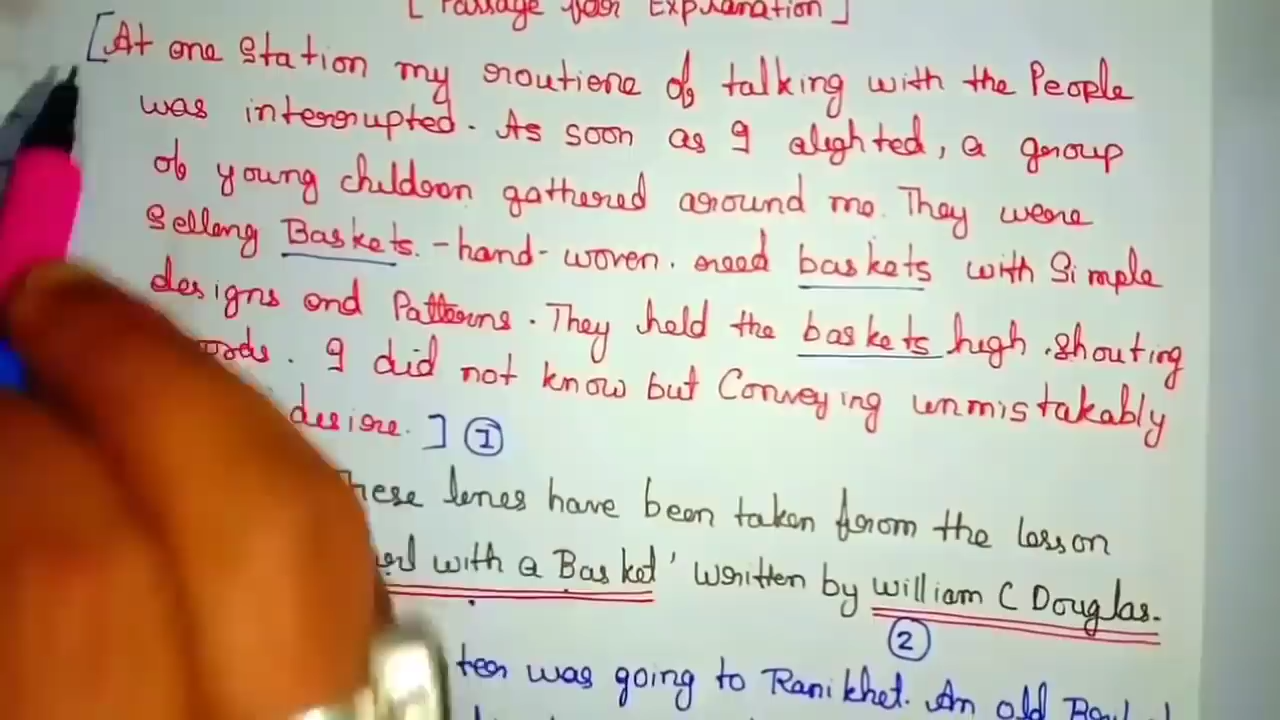 [ Passage for Explanation ]
[At one station my routiene of talking with the People
was interrupted. As soon as I alighted, a group
of young children gathered around me. They were
Selleng Baskets. -hand- woven. reed baskets with Simple
designs and Patterns. They held the baskets high, shouting
I did not know but Conveying unmistakably
desire. ] 1
lines have been taken from the lesson
with a Basket' written by william C Douglas.
2
was going to Ranikhet. An old